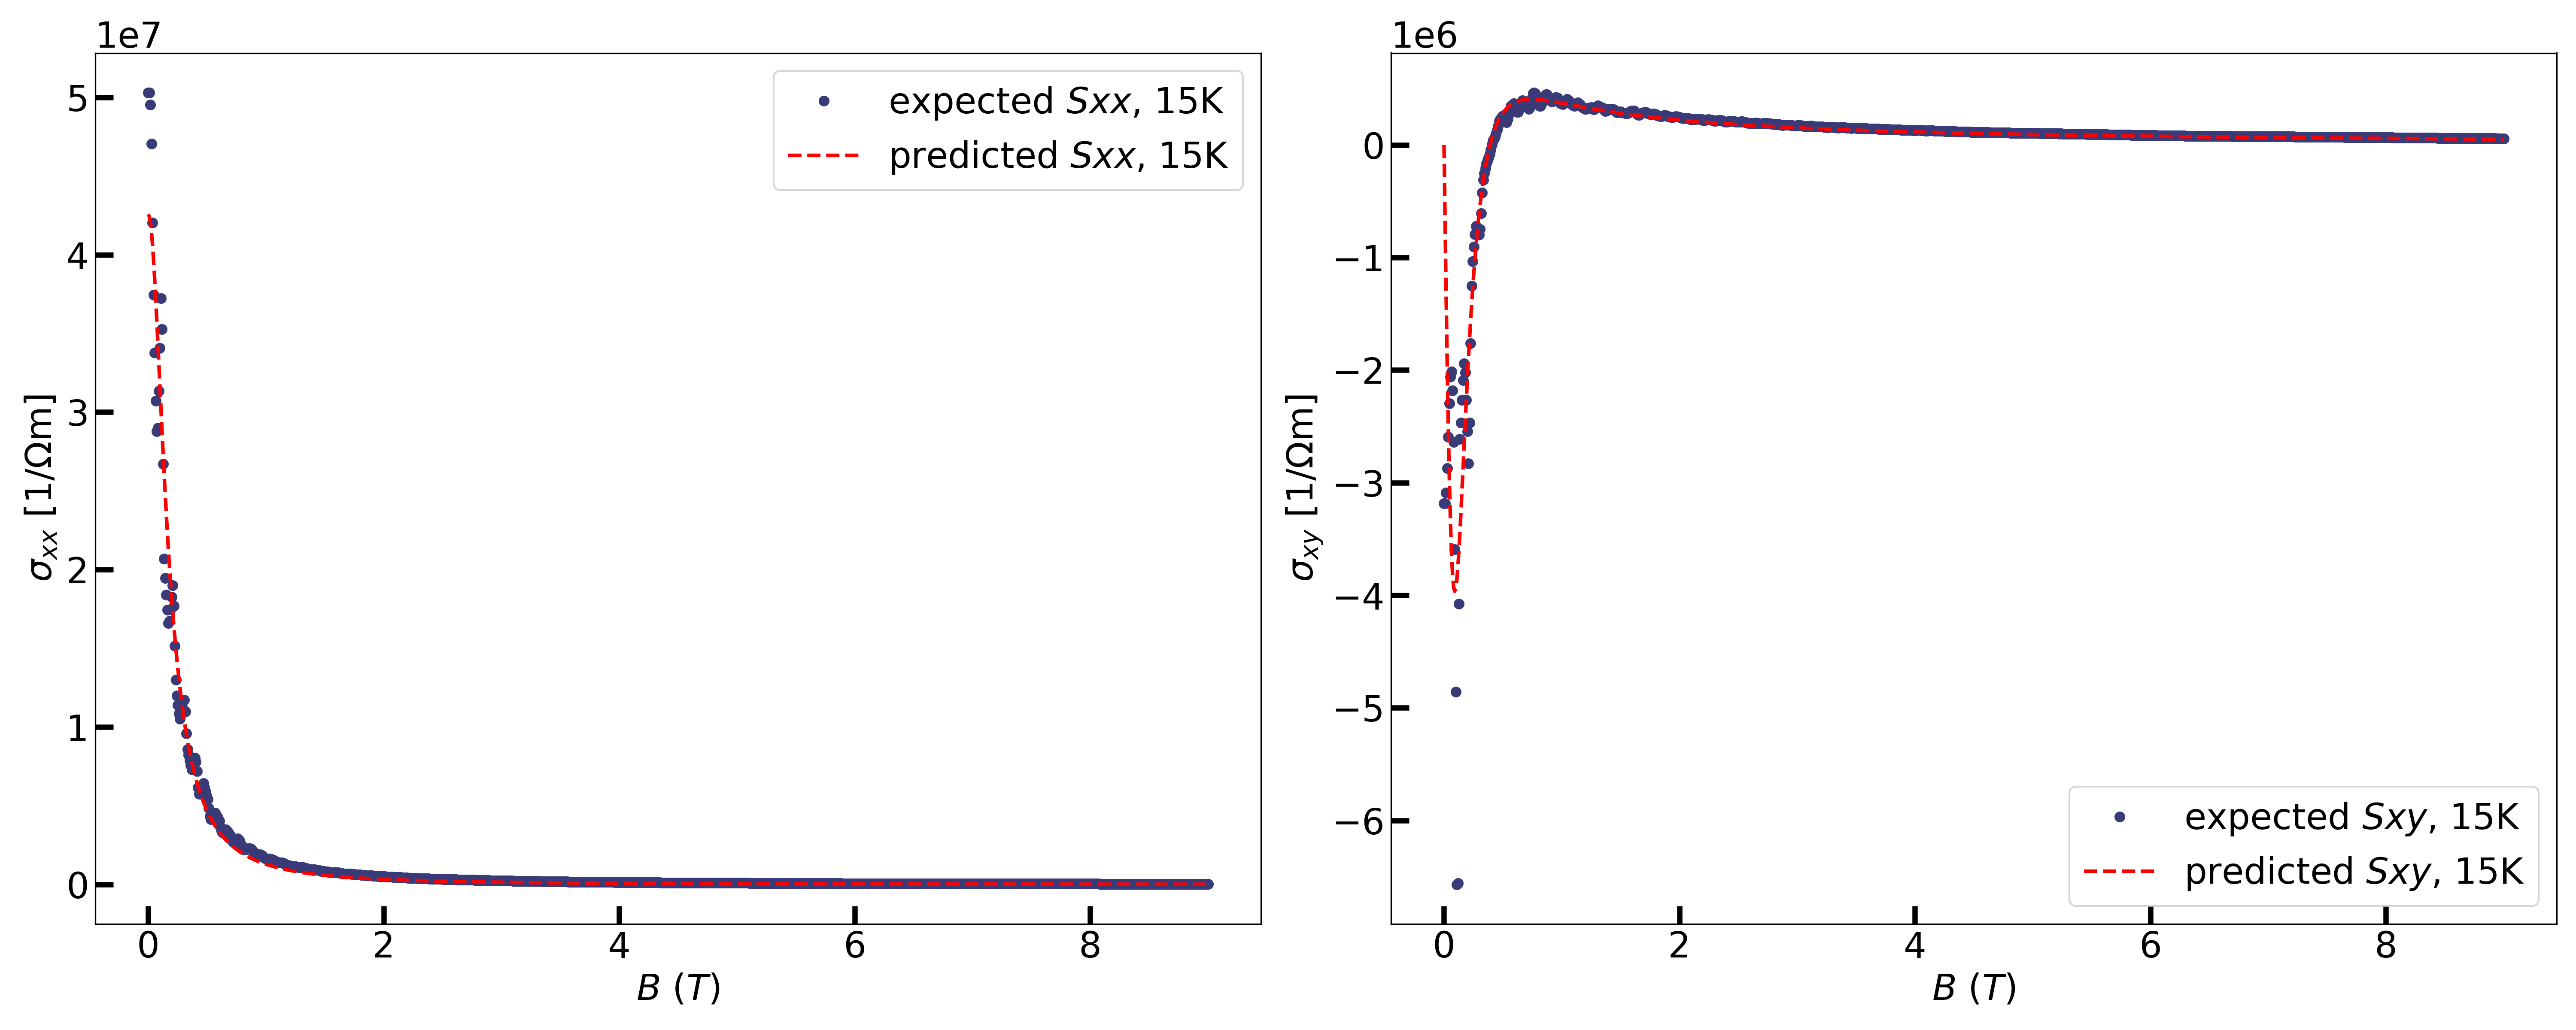 1e7
5
4
3
2
1
0
0 2 4 6 8
B (T)
σxx [1/Ωm]
expected Sxx, 15K
predicted Sxx, 15K
1e6
0
−1
−2
−3
−4
−5
−6
0 2 4 6 8
B (T)
σxy [1/Ωm]
expected Sxy, 15K
predicted Sxy, 15K